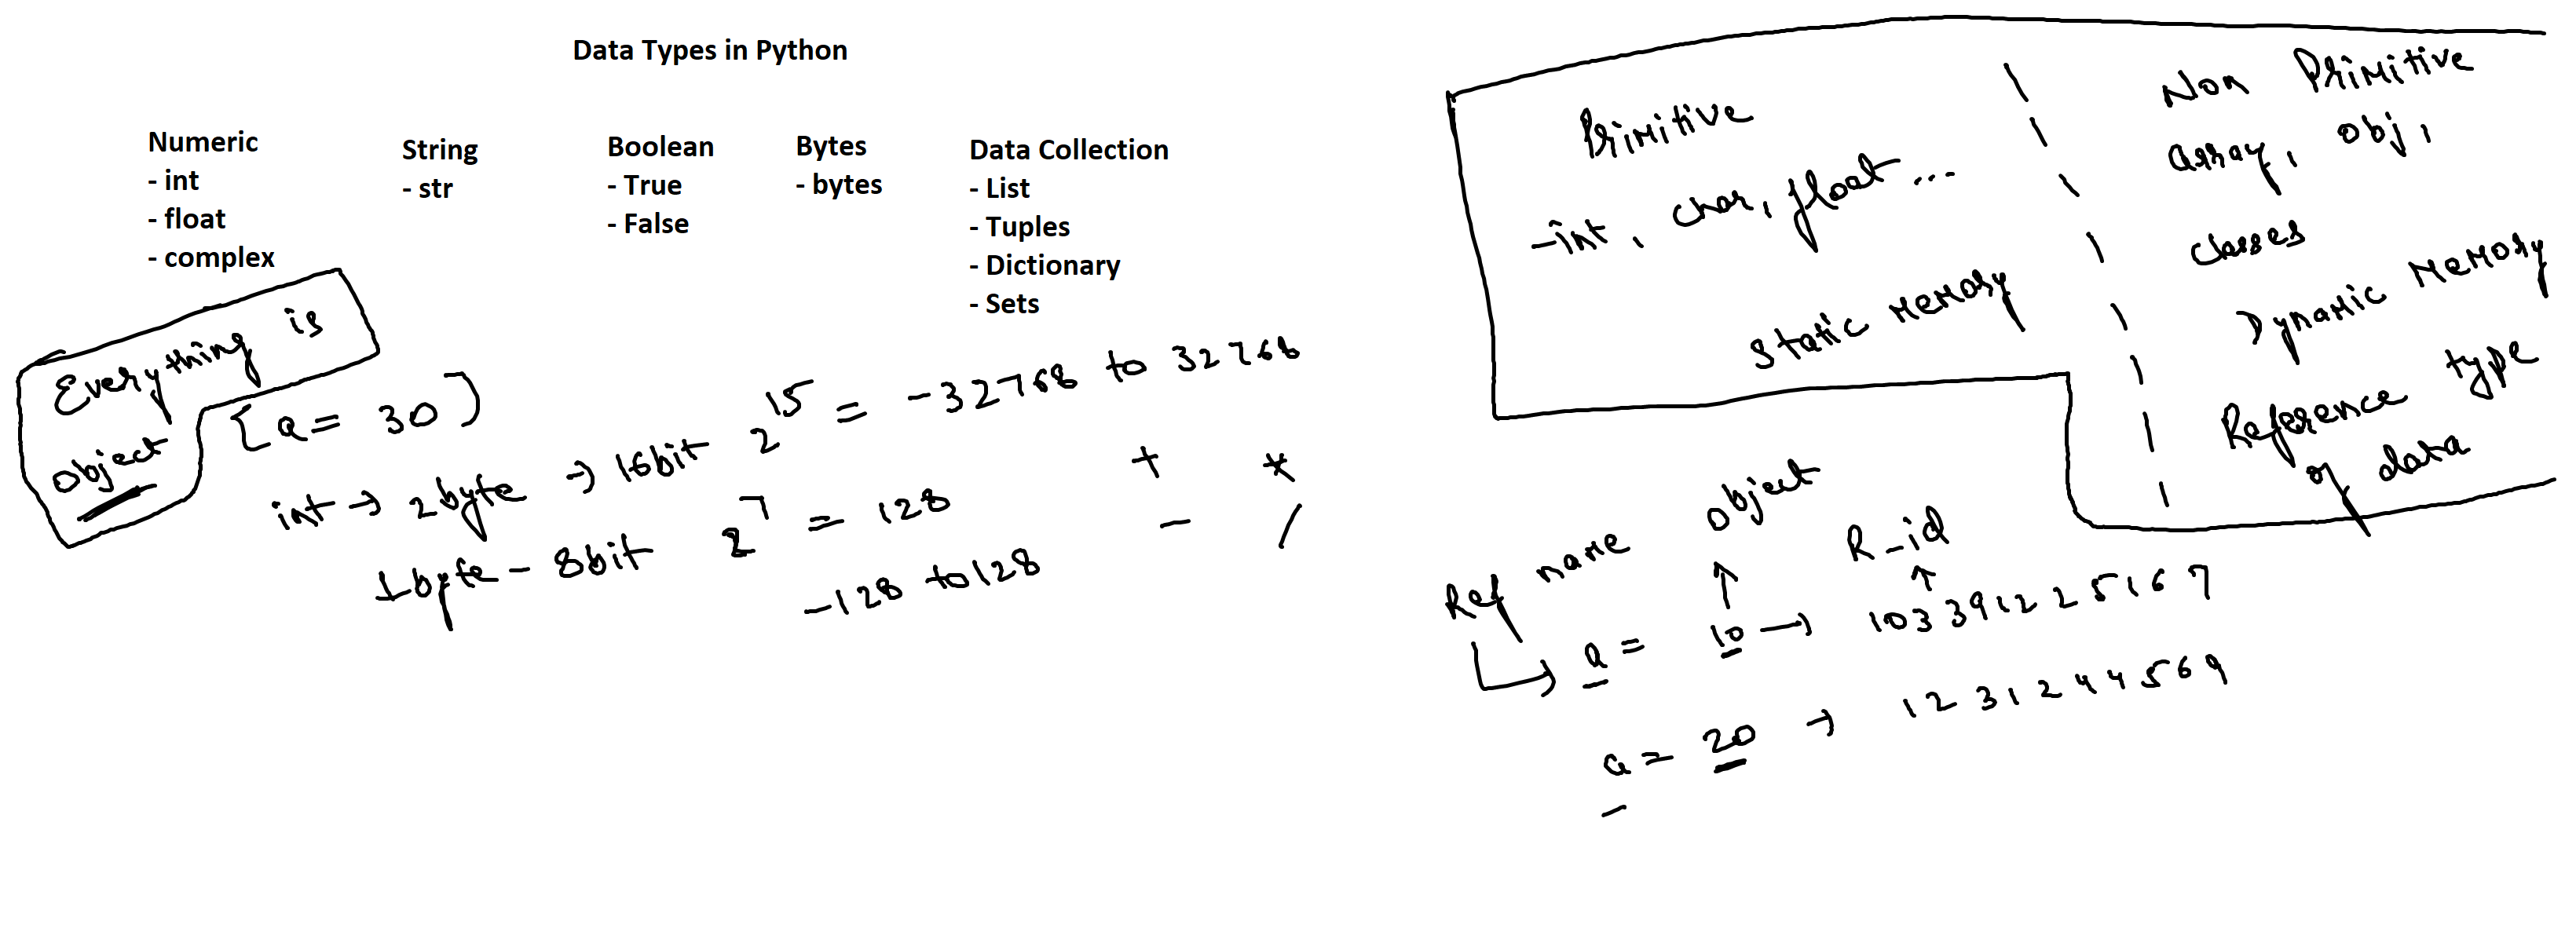 Data Types in Python
Numeric
- int
- float
- complex
String
- str
Boolean
- True
- False
Bytes
- bytes
Data Collection
- List
- Tuples
- Dictionary
- Sets
Everything is
object
[a = 30]
int → 2byte → 16bit 2^15 = -32768 to 32768
1byte - 8bit 2^7 = 128
-128 to 128
+ *
- /
Primitive
-int, char, float...
Static Memory
Non Primitive
array, obj,
classes
Dynamic Memory
Reference type
of data
Ref name object R_id
a = 10 → 1033912225167
a = 20 → 12312444569